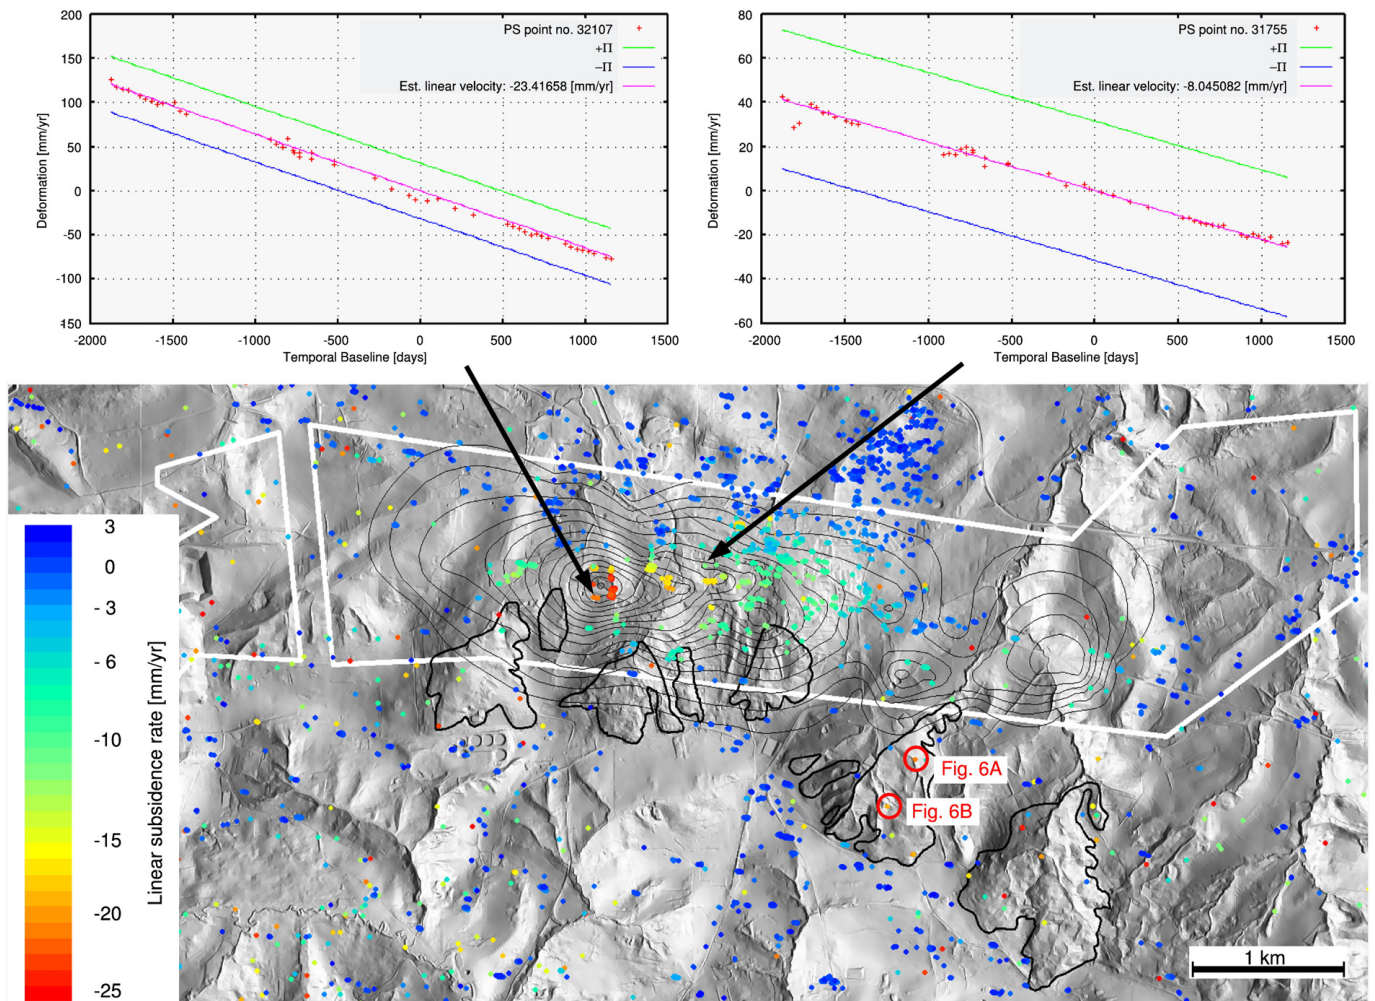 PS point no. 32107
+Π
−Π
Est. linear velocity: -23.41658 [mm/yr]
Deformation [mm/yr]
200
150
100
50
0
-50
-100
150
-2000 -1500 -1000 -500 0 500 1000 1500
Temporal Baseline [days]
PS point no. 31755
+Π
−Π
Est. linear velocity: -8.045082 [mm/yr]
Deformation [mm/yr]
80
60
40
20
0
-20
-40
-60
-2000 -1500 -1000 -500 0 500 1000 1500
Temporal Baseline [days]
Linear subsidence rate [mm/yr]
3
0
- 3
- 6
-10
-15
-20
-25
Fig. 6A
Fig. 6B
1 km